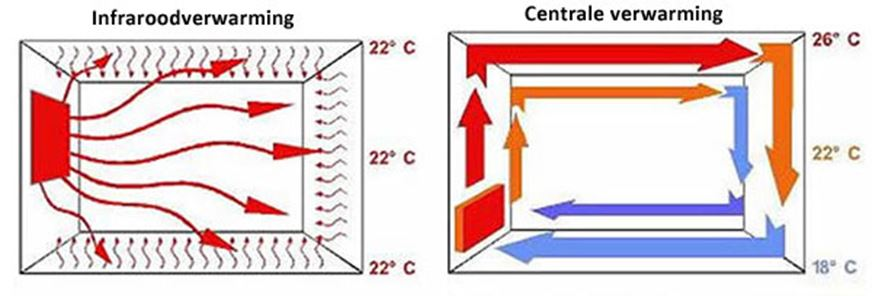 Infraroodverwarming
22° C
22° C
22° C
Centrale verwarming
26° C
22° C
18° C